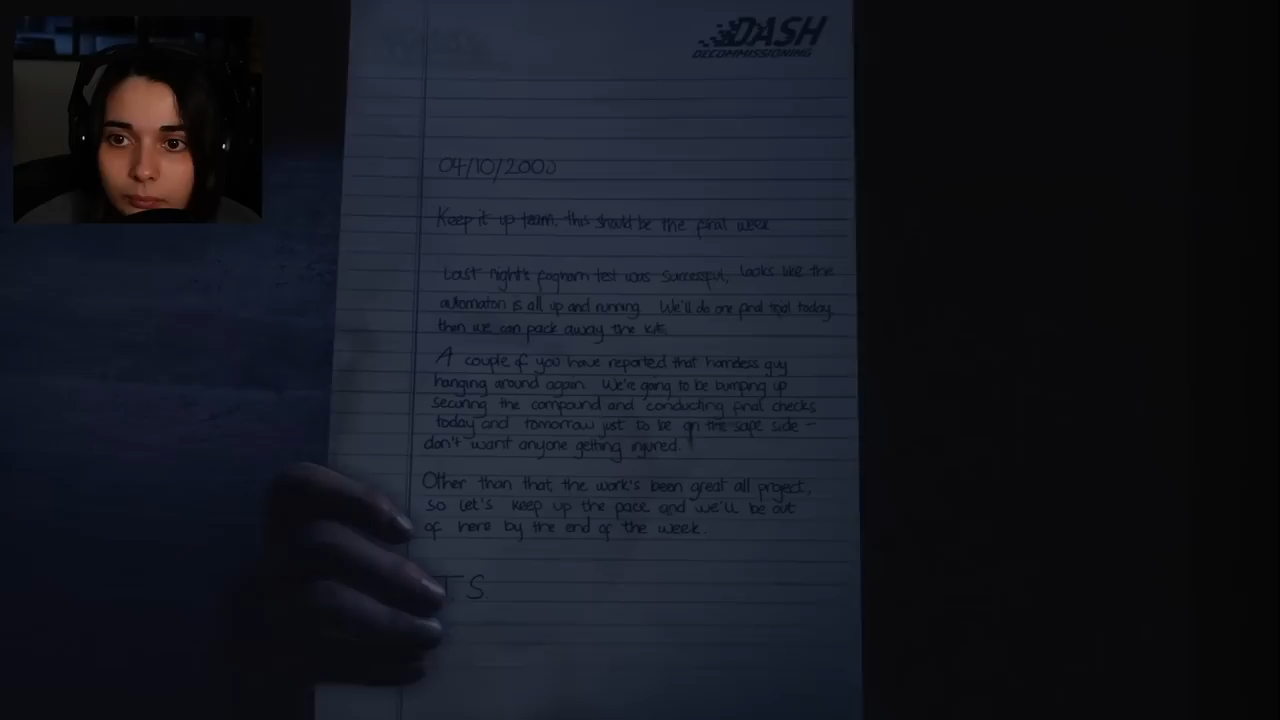 DASH
DECOMMISSIONING
04/10/2000
Keep it up team, this should be the final week
Last night's foghorn test was successful, looks like the
automaton is all up and running. We'll do one final trial today
then we can pack away the kit.
A couple of you have reported that homeless guy
hanging around again. We're going to be bumping up
securing the compound and conducting final checks
today and tomorrow just to be on the safe side -
don't want anyone getting injured.
Other than that, the work's been great all project,
so let's keep up the pace and we'll be out
of here by the end of the week.
T.S